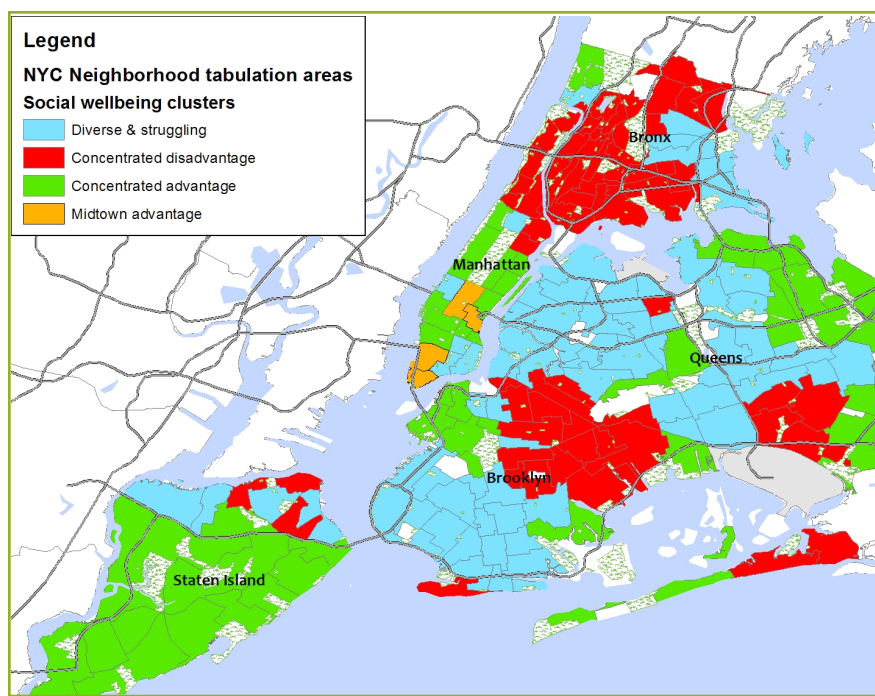 Legend
NYC Neighborhood tabulation areas
Social wellbeing clusters
Diverse & struggling
Concentrated disadvantage
Concentrated advantage
Midtown advantage
Bronx
Manhattan
Queens
Brooklyn
Staten Island